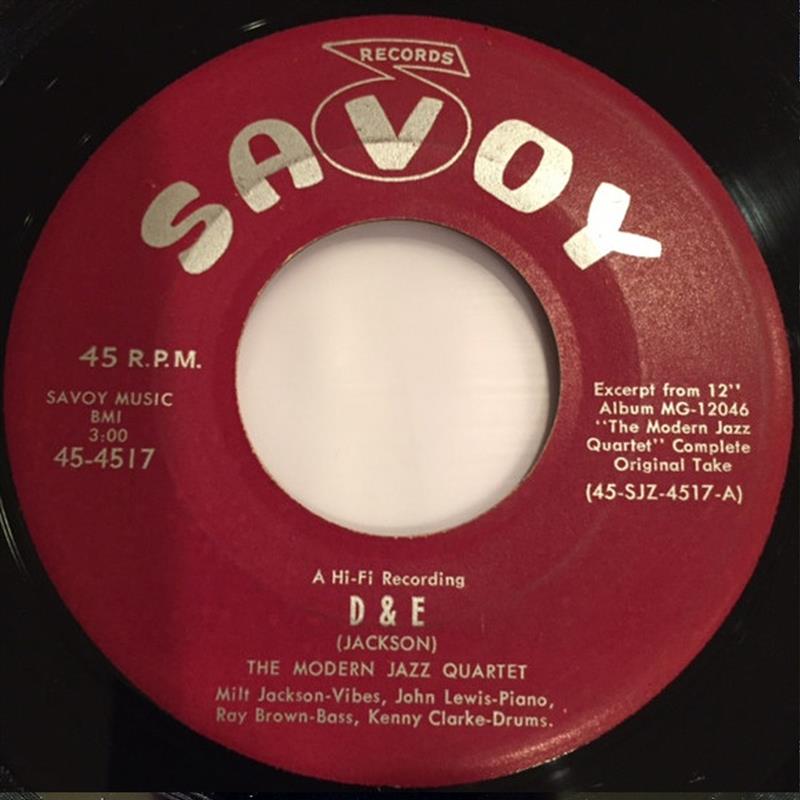 RECORDS
SAVOY
45 R.P.M.
SAVOY MUSIC
BMI
3:00
45-4517
Excerpt from 12''
Album MG-12046
''The Modern Jazz
Quartet'' Complete
Original Take
(45-SJZ-4517-A)
A Hi-Fi Recording
D & E
(JACKSON)
THE MODERN JAZZ QUARTET
Milt Jackson-Vibes, John Lewis-Piano,
Ray Brown-Bass, Kenny Clarke-Drums.